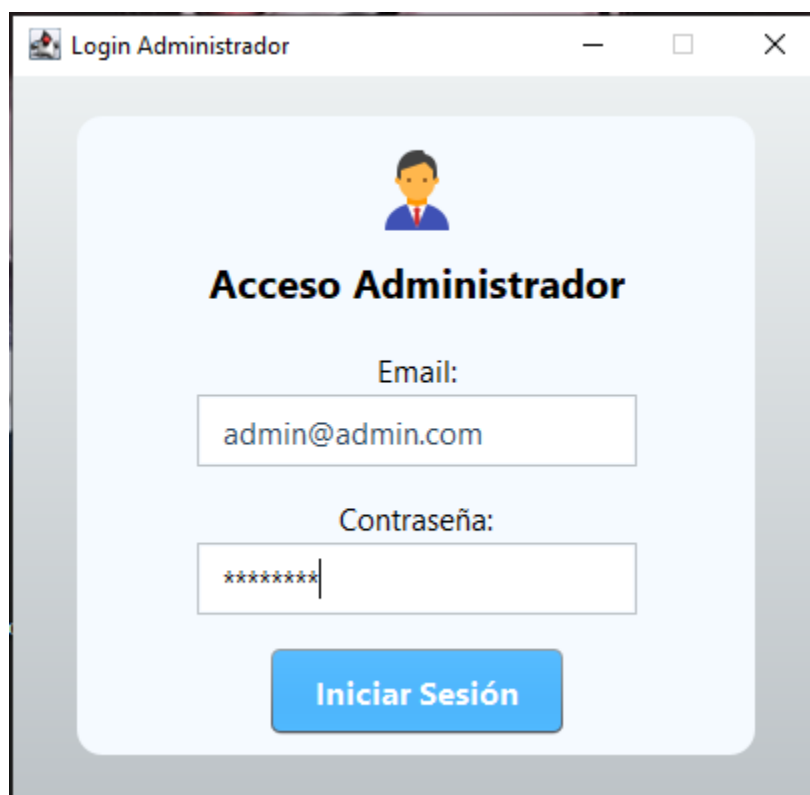 Login Administrador
Acceso Administrador
Email:
admin@admin.com
Contraseña:
********
Iniciar Sesión